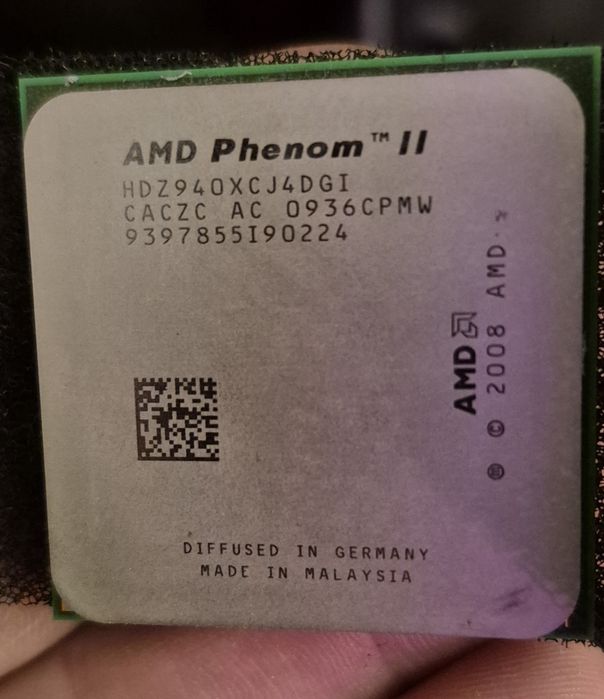 AMD Phenom™ II
HDZ940XCJ4DGI
CACZC AC 0936CPMW
9397855I90224
AMD
® © 2008 AMD
DIFFUSED IN GERMANY
MADE IN MALAYSIA